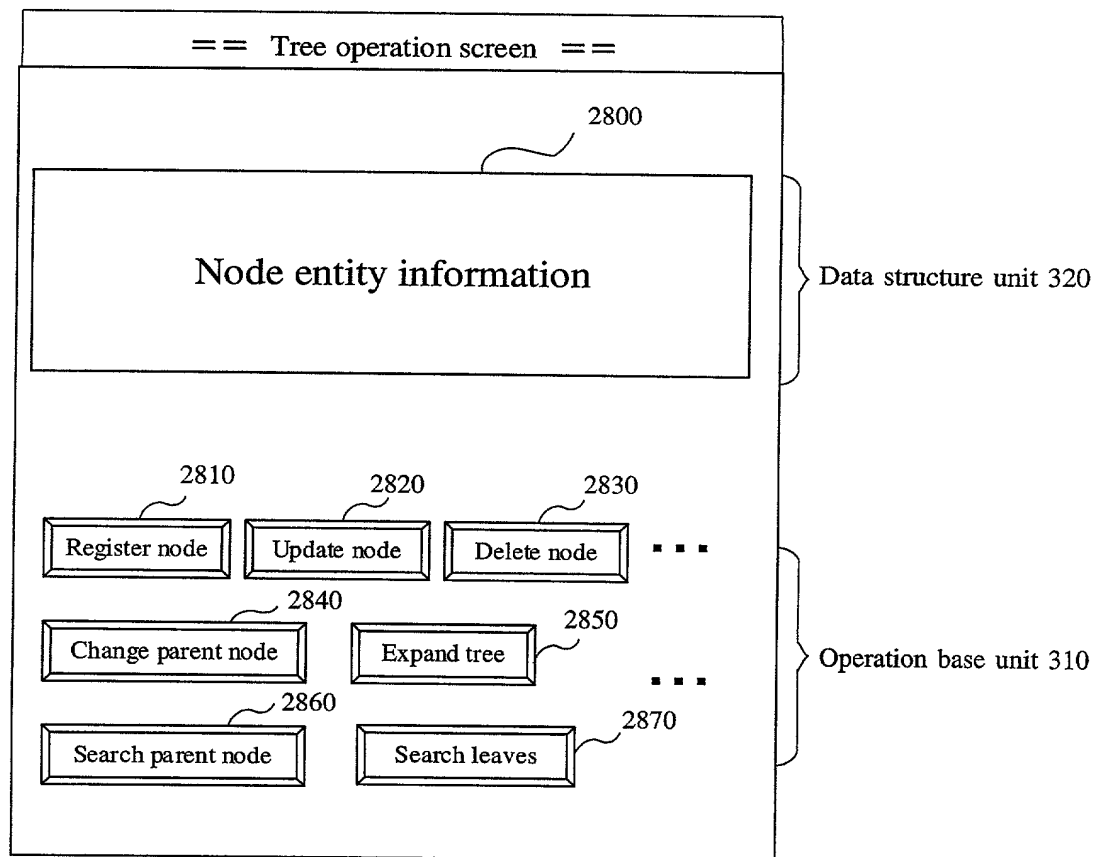 == Tree operation screen ==
2800
Node entity information
Data structure unit 320
2810
2820
2830
Register node
Update node
Delete node
...
2840
2850
Change parent node
Expand tree
...
Operation base unit 310
2860
2870
Search parent node
Search leaves